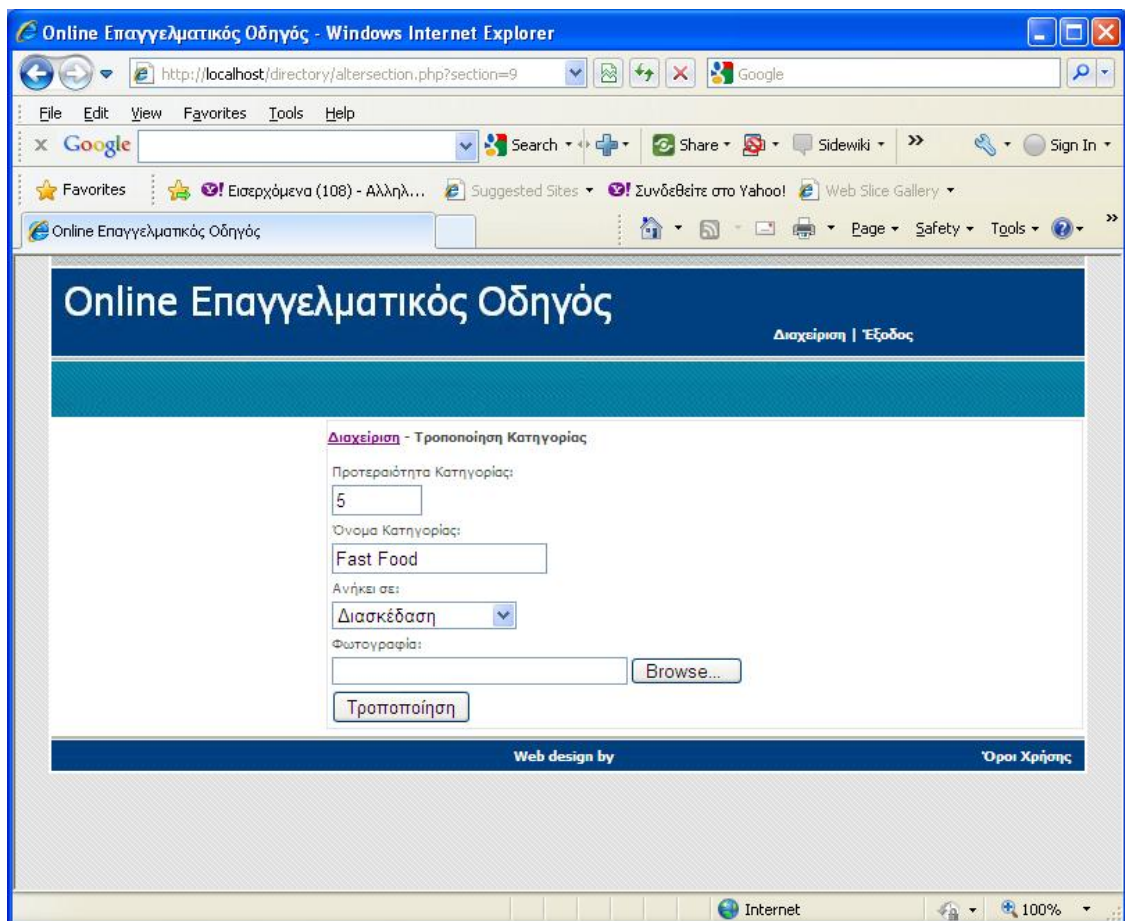 Online Επαγγελματικός Οδηγός - Windows Internet Explorer
http://localhost/directory/altersection.php?section=9
Google
File Edit View Favorites Tools Help
x Google Search Share Sidewiki » Sign In
Favorites Εισερχόμενα (108) - Αλληλ... Suggested Sites Συνδεθείτε στο Yahoo! Web Slice Gallery
Online Επαγγελματικός Οδηγός Page Safety Tools »
Online Επαγγελματικός Οδηγός
Διαχείριση | Έξοδος
Διαχείριση - Τροποποίηση Κατηγορίας
Προτεραιότητα Κατηγορίας:
5
Όνομα Κατηγορίας:
Fast Food
Ανήκει σε:
Διασκέδαση
Φωτογραφία:
Browse...
Τροποποίηση
Web design by Όροι Χρήσης
Internet 100%